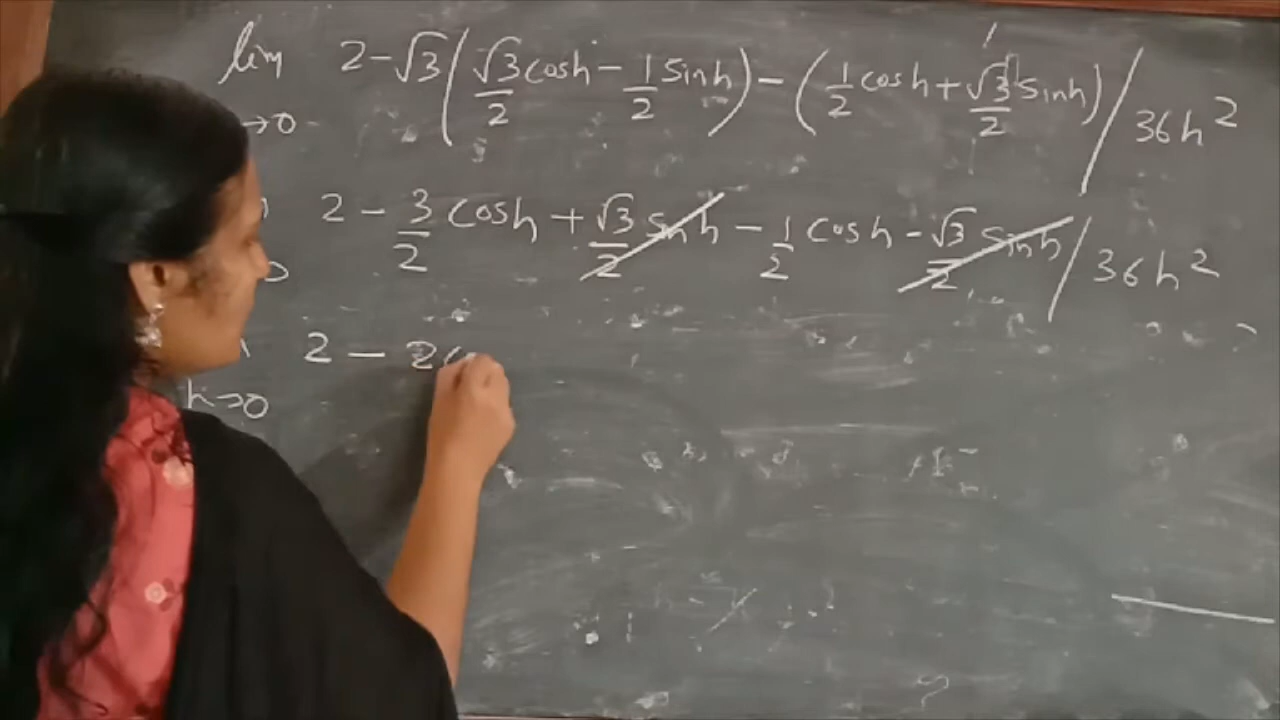 lim 2-√3(√3/2 cosh - 1/2 sinh) - (1/2 cosh + √3/2 sinh) / 36h²
→0
2 - 3/2 cosh + √3/2 sinh - 1/2 cosh - √3/2 sinh / 36h²
2 - 2
h→0